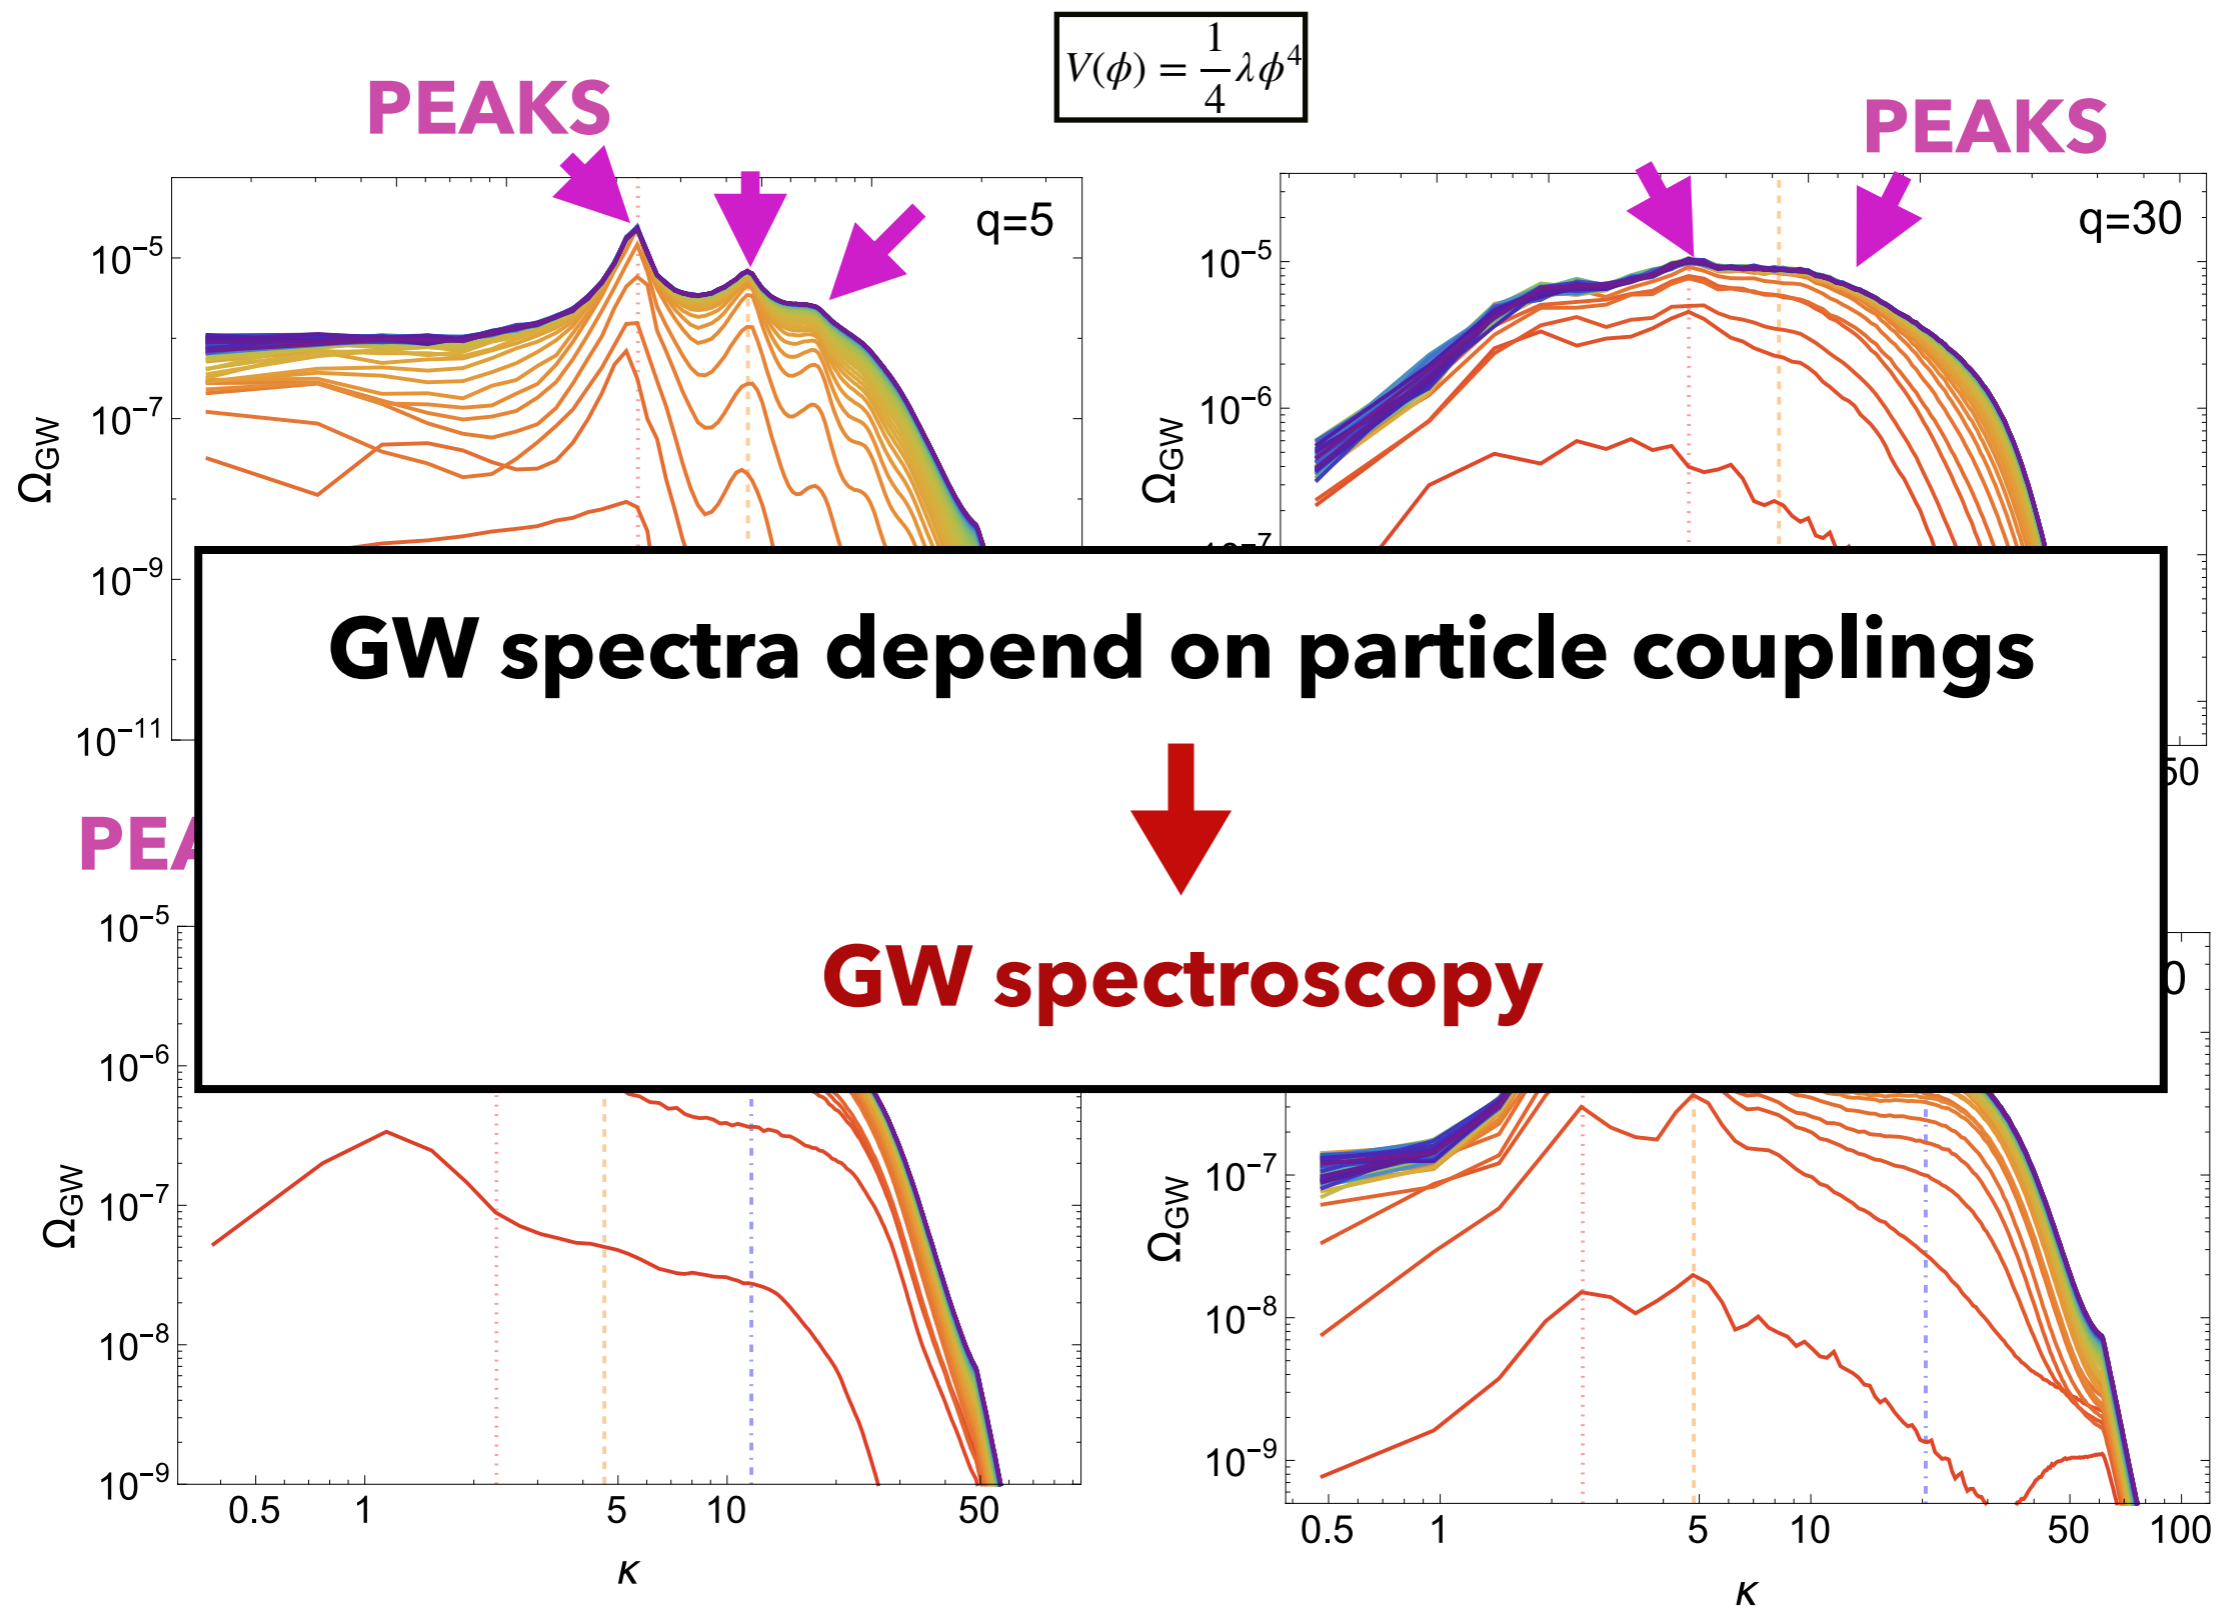 V(ϕ) = 1/4 λϕ⁴
PEAKS
PEAKS
q=5
q=30
10⁻⁵
10⁻⁷
10⁻⁹
10⁻¹¹
Ω_GW
10⁻⁵
10⁻⁶
Ω_GW
GW spectra depend on particle couplings
GW spectroscopy
50
0
10⁻⁵
10⁻⁶
10⁻⁷
10⁻⁸
10⁻⁹
Ω_GW
0.5 1 5 10 50
κ
10⁻⁷
10⁻⁸
10⁻⁹
Ω_GW
0.5 1 5 10 50 100
κ